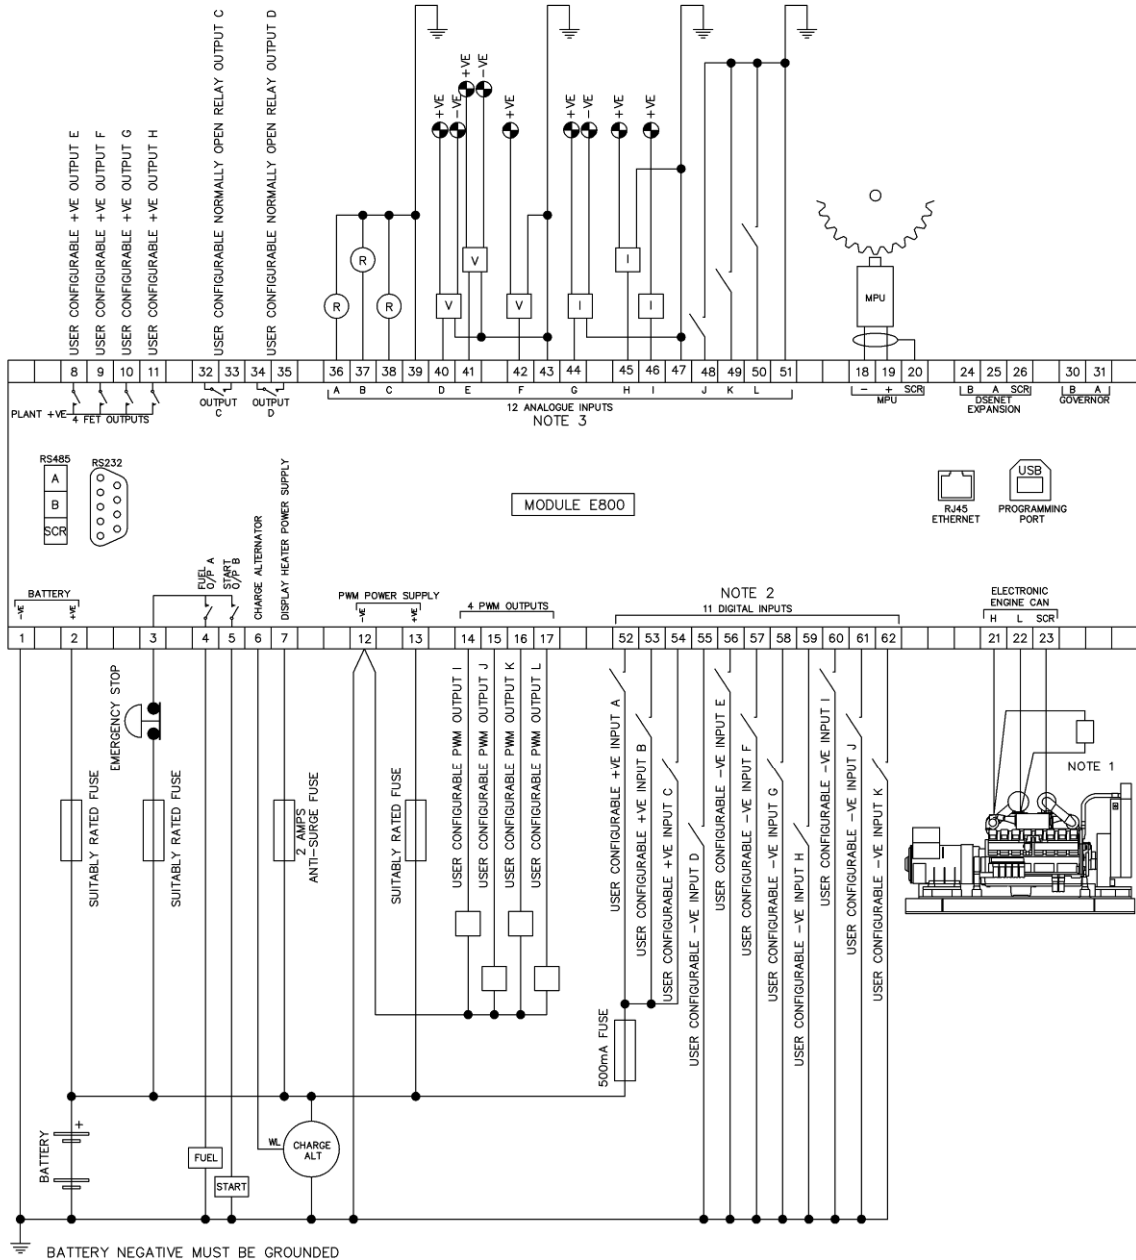 USER CONFIGURABLE +VE OUTPUT E
USER CONFIGURABLE +VE OUTPUT F
USER CONFIGURABLE +VE OUTPUT G
USER CONFIGURABLE +VE OUTPUT H
USER CONFIGURABLE NORMALLY OPEN RELAY OUTPUT C
USER CONFIGURABLE NORMALLY OPEN RELAY OUTPUT D
+VE
-VE
+VE
-VE
+VE
+VE
-VE
+VE
+VE
R
R
R
V
V
V
I
I
I
MPU
8 9 10 11 32 33 34 35 36 37 38 39 40 41 42 43 44 45 46 47 48 49 50 51 18 19 20 24 25 26 30 31
A B C D E F G H I J K L
- + SCR
B A SCR
B A
PLANT +VE
4 FET OUTPUTS
OUTPUT
C
OUTPUT
D
12 ANALOGUE INPUTS
NOTE 3
MPU
DSENET
EXPANSION
GOVERNOR
RS485
A
B
SCR
RS232
MODULE E800
RJ45
ETHERNET
USB
PROGRAMMING
PORT
BATTERY
-VE
+VE
FUEL
O/P A
START
O/P B
CHARGE ALTERNATOR
DISPLAY HEATER POWER SUPPLY
PWM POWER SUPPLY
-VE
+VE
4 PWM OUTPUTS
NOTE 2
11 DIGITAL INPUTS
ELECTRONIC
ENGINE CAN
H L SCR
1 2 3 4 5 6 7 12 13 14 15 16 17 52 53 54 55 56 57 58 59 60 61 62 21 22 23
EMERGENCY STOP
SUITABLY RATED FUSE
SUITABLY RATED FUSE
2 AMPS
ANTI-SURGE FUSE
SUITABLY RATED FUSE
USER CONFIGURABLE PWM OUTPUT I
USER CONFIGURABLE PWM OUTPUT J
USER CONFIGURABLE PWM OUTPUT K
USER CONFIGURABLE PWM OUTPUT L
USER CONFIGURABLE +VE INPUT A
USER CONFIGURABLE +VE INPUT B
USER CONFIGURABLE +VE INPUT C
USER CONFIGURABLE -VE INPUT D
USER CONFIGURABLE -VE INPUT E
USER CONFIGURABLE -VE INPUT F
USER CONFIGURABLE -VE INPUT G
USER CONFIGURABLE -VE INPUT H
USER CONFIGURABLE -VE INPUT I
USER CONFIGURABLE -VE INPUT J
USER CONFIGURABLE -VE INPUT K
NOTE 1
500mA FUSE
BATTERY
+
FUEL
START
WL
CHARGE
ALT
BATTERY NEGATIVE MUST BE GROUNDED